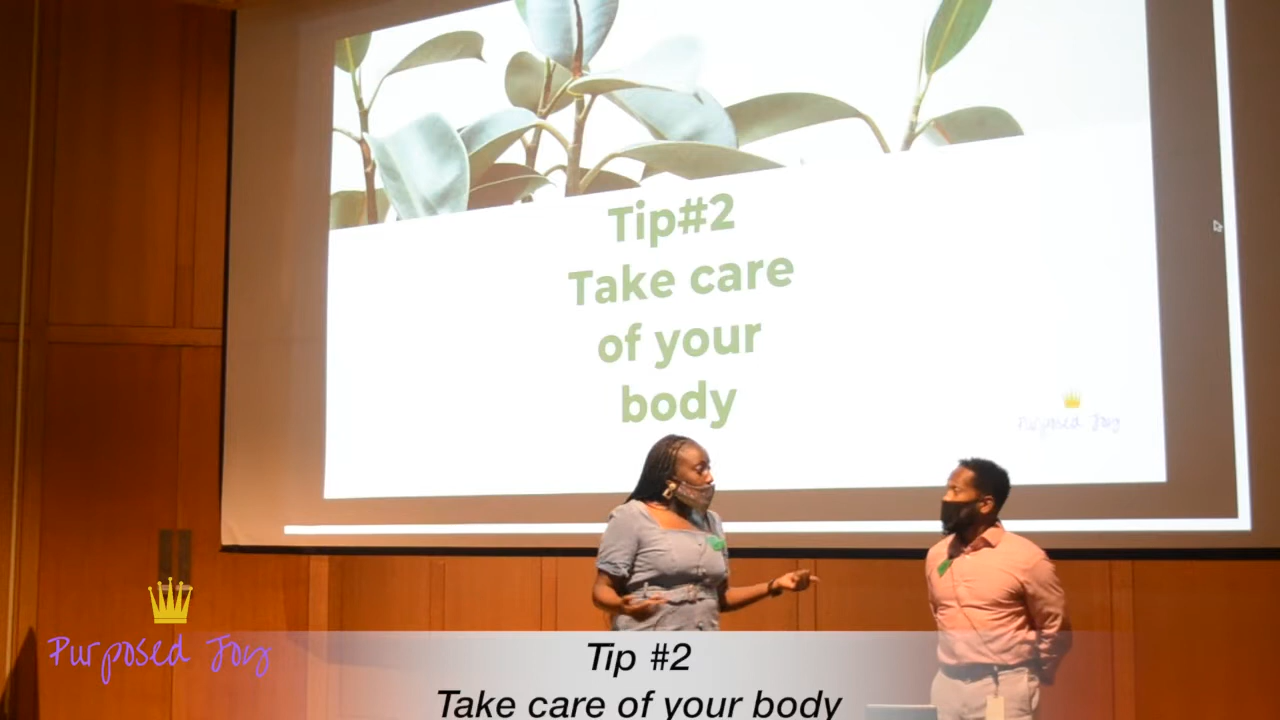 Tip#2
Take care
of your
body
Purposed Joy
Purposed Joy
Tip #2
Take care of your body